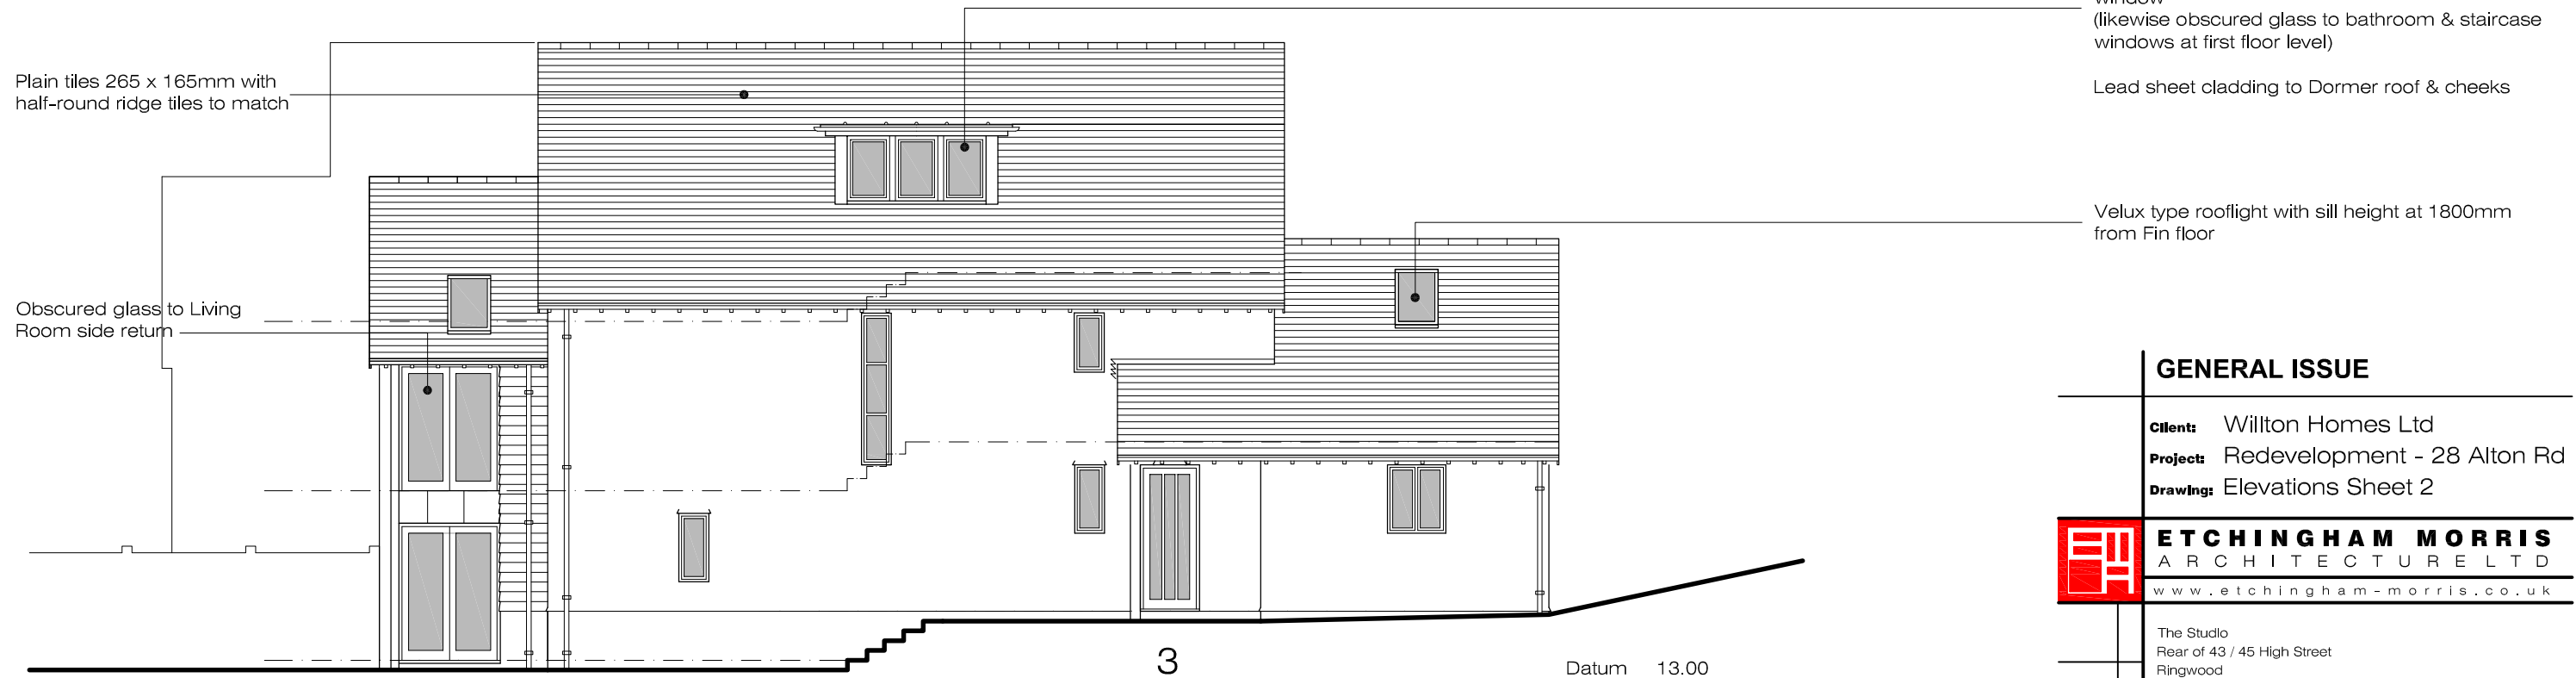 window
(likewise obscured glass to bathroom & staircase
windows at first floor level)
Lead sheet cladding to Dormer roof & cheeks
Plain tiles 265 x 165mm with
half-round ridge tiles to match
Velux type rooflight with sill height at 1800mm
from Fin floor
Obscured glass to Living
Room side return
GENERAL ISSUE
Client: Willton Homes Ltd
Project: Redevelopment - 28 Alton Rd
Drawing: Elevations Sheet 2
ETCHINGHAM MORRIS
ARCHITECTURE LTD
www.etchingham-morris.co.uk
The Studio
Rear of 43 / 45 High Street
Ringwood
3
Datum 13.00